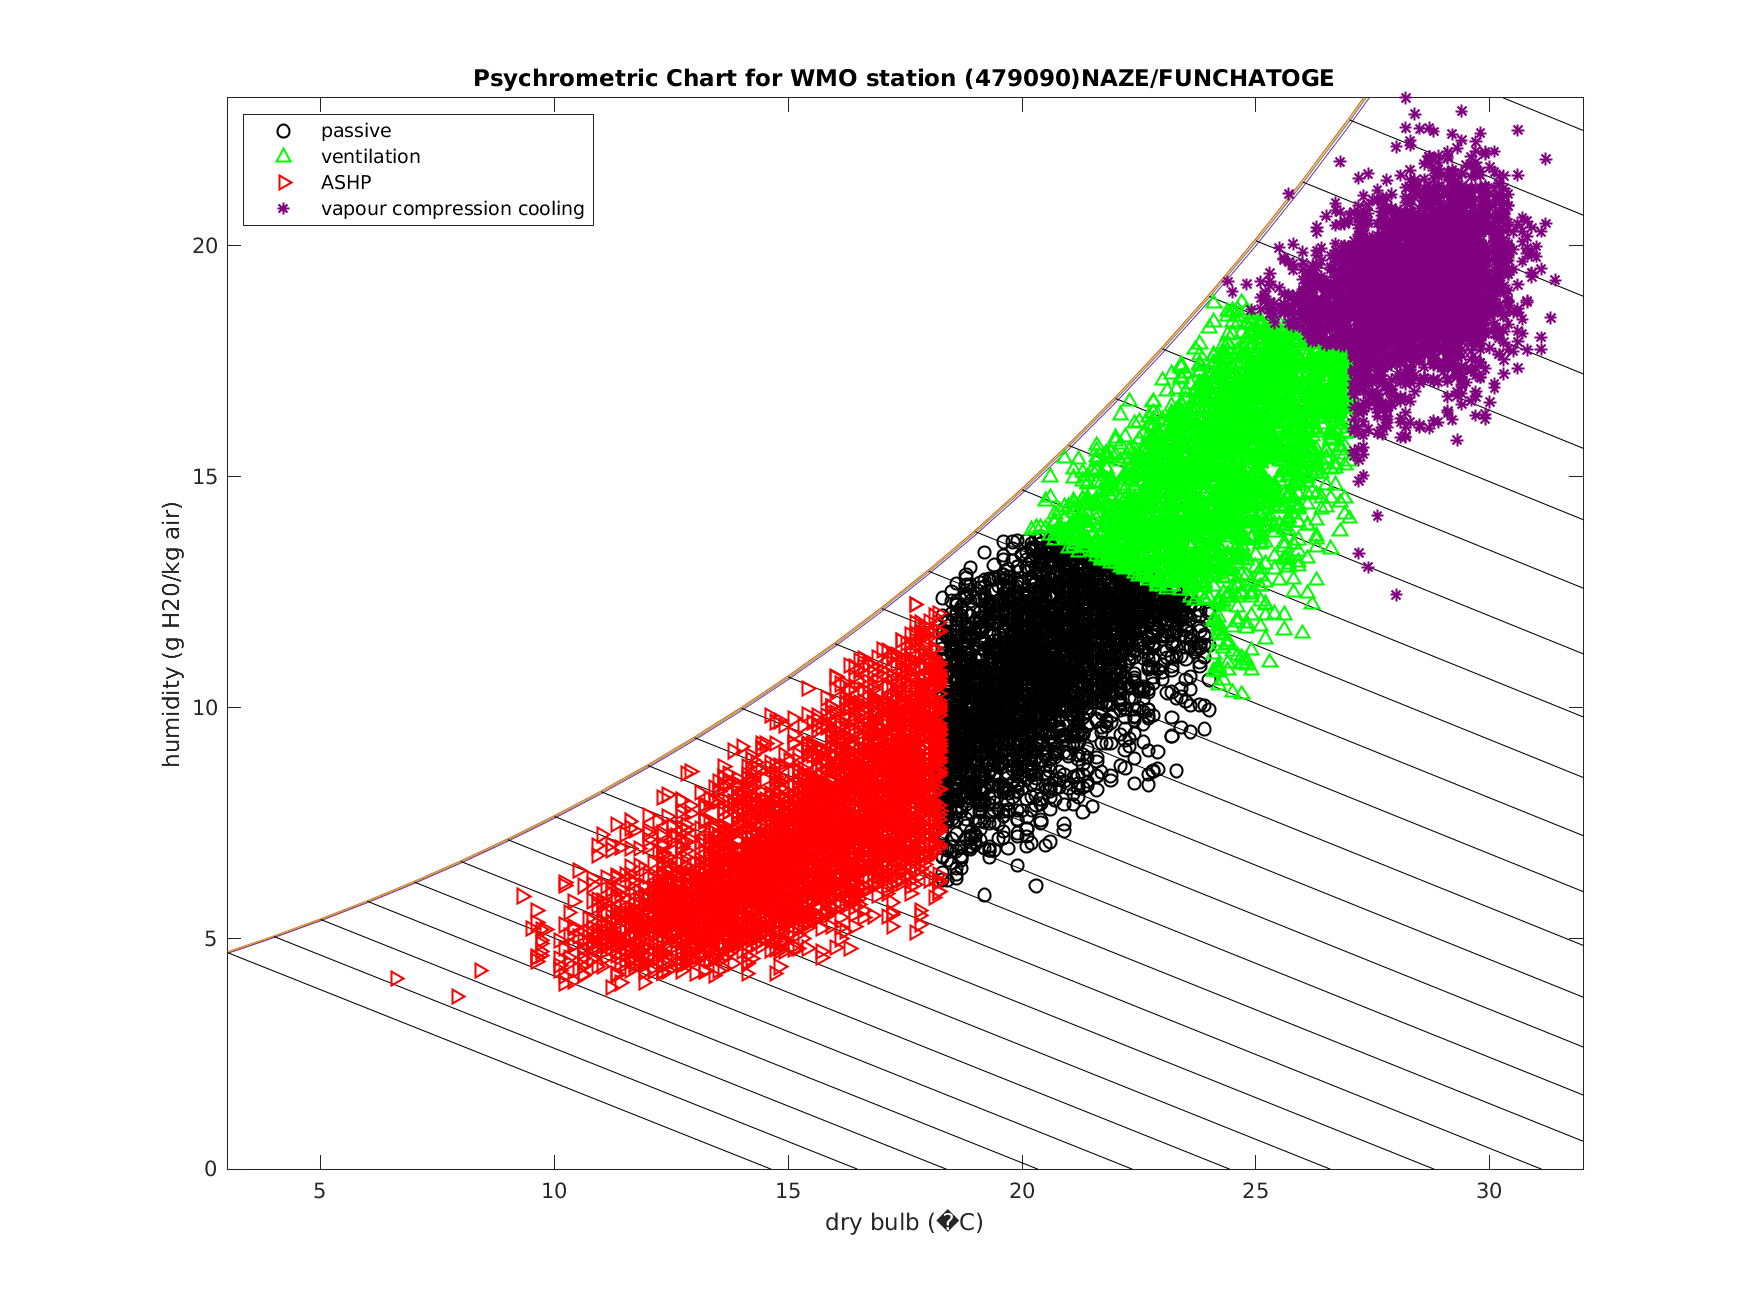 Psychrometric Chart for WMO station (479090)NAZE/FUNCHATOGE
passive
ventilation
ASHP
vapour compression cooling
humidity (g H20/kg air)
20
15
10
5
0
5 10 15 20 25 30
dry bulb (�C)